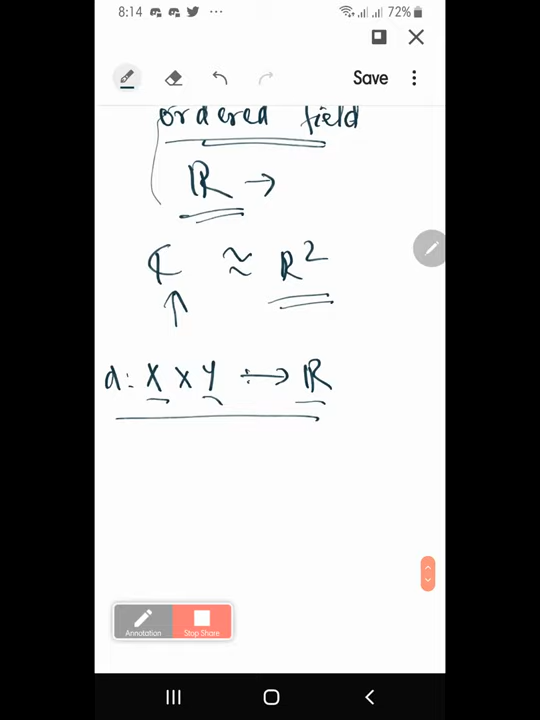 8:14 ... 72%
Save
ordered field
ℝ →
ℂ ≈ ℝ²
d: X × Y ⟶ ℝ
Annotation Stop Share